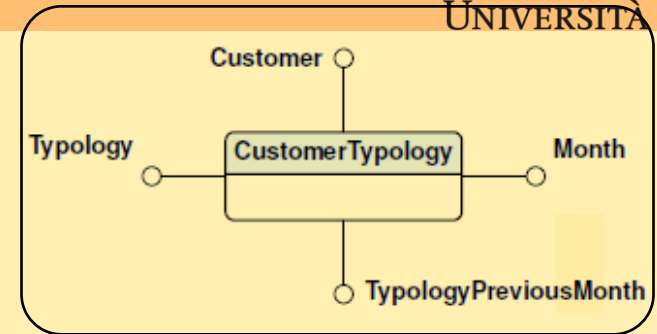 UNIVERSITÀ
Customer
Typology
CustomerTypology
Month
TypologyPreviousMonth